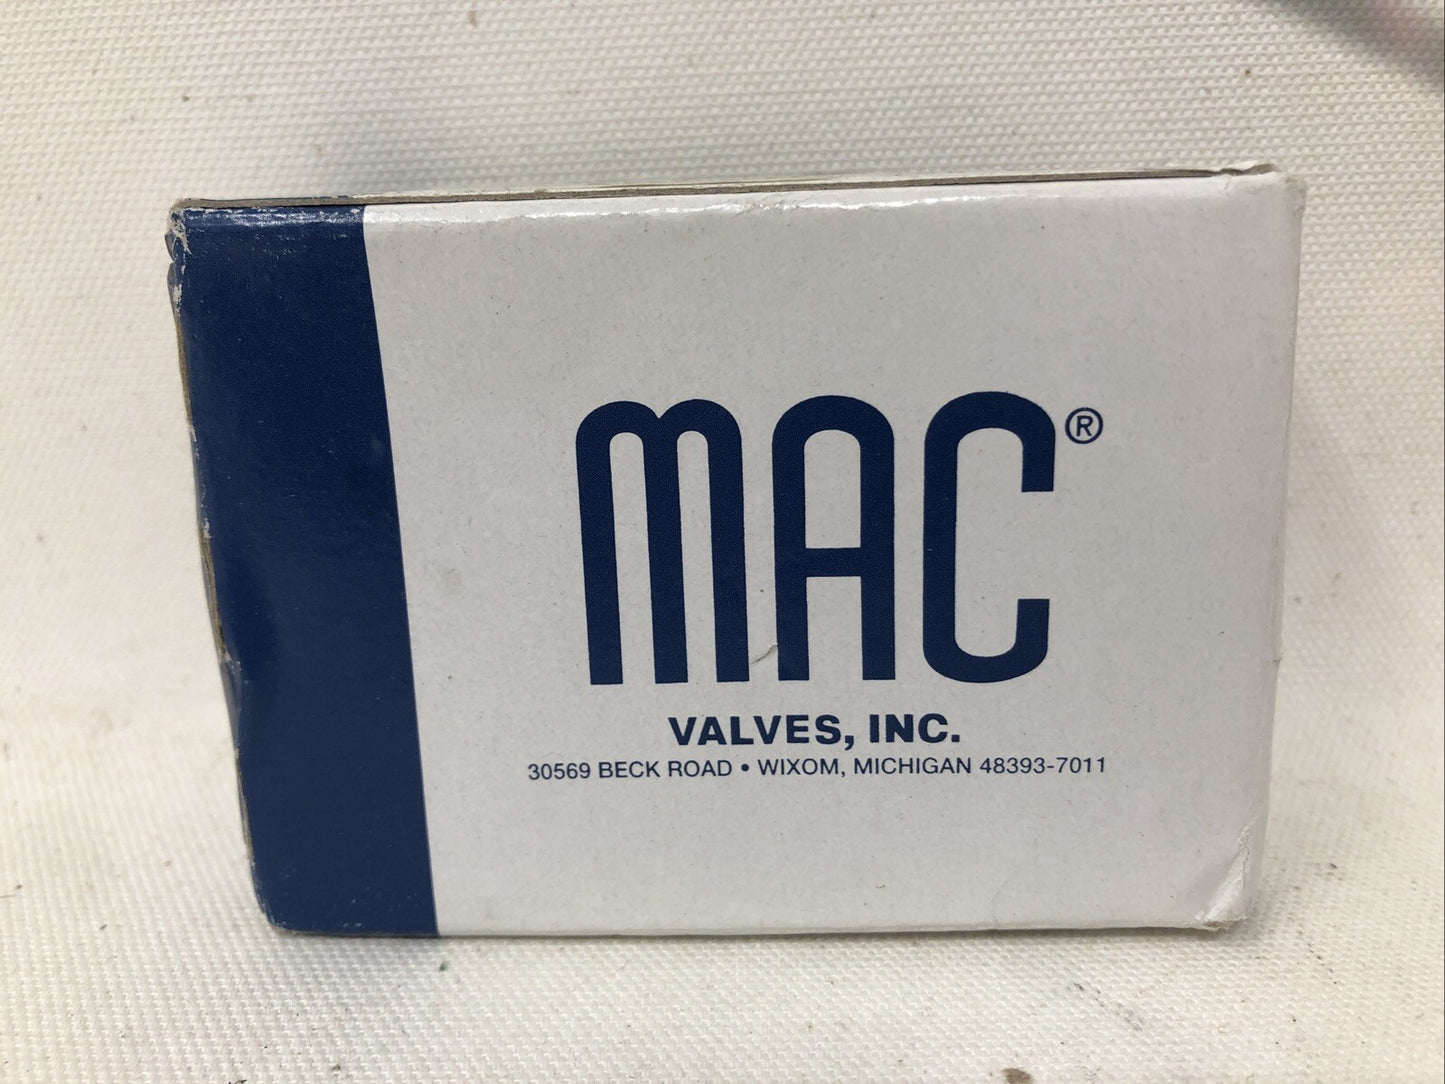 MAC®
VALVES, INC.
30569 BECK ROAD • WIXOM, MICHIGAN 48393-7011